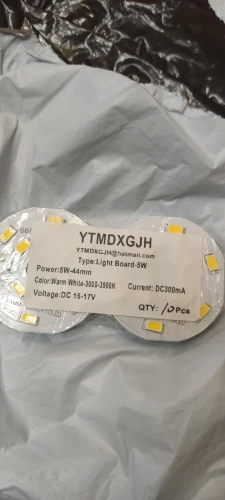 YTMDXGJH
YTMDXGJH@hotmail.com
Type:Light Board-5W
Power:5W-44mm
Color:Warm White-3000-3500K
Current: DC300mA
Voltage: DC 15-17V
QTY: 10 Pcs